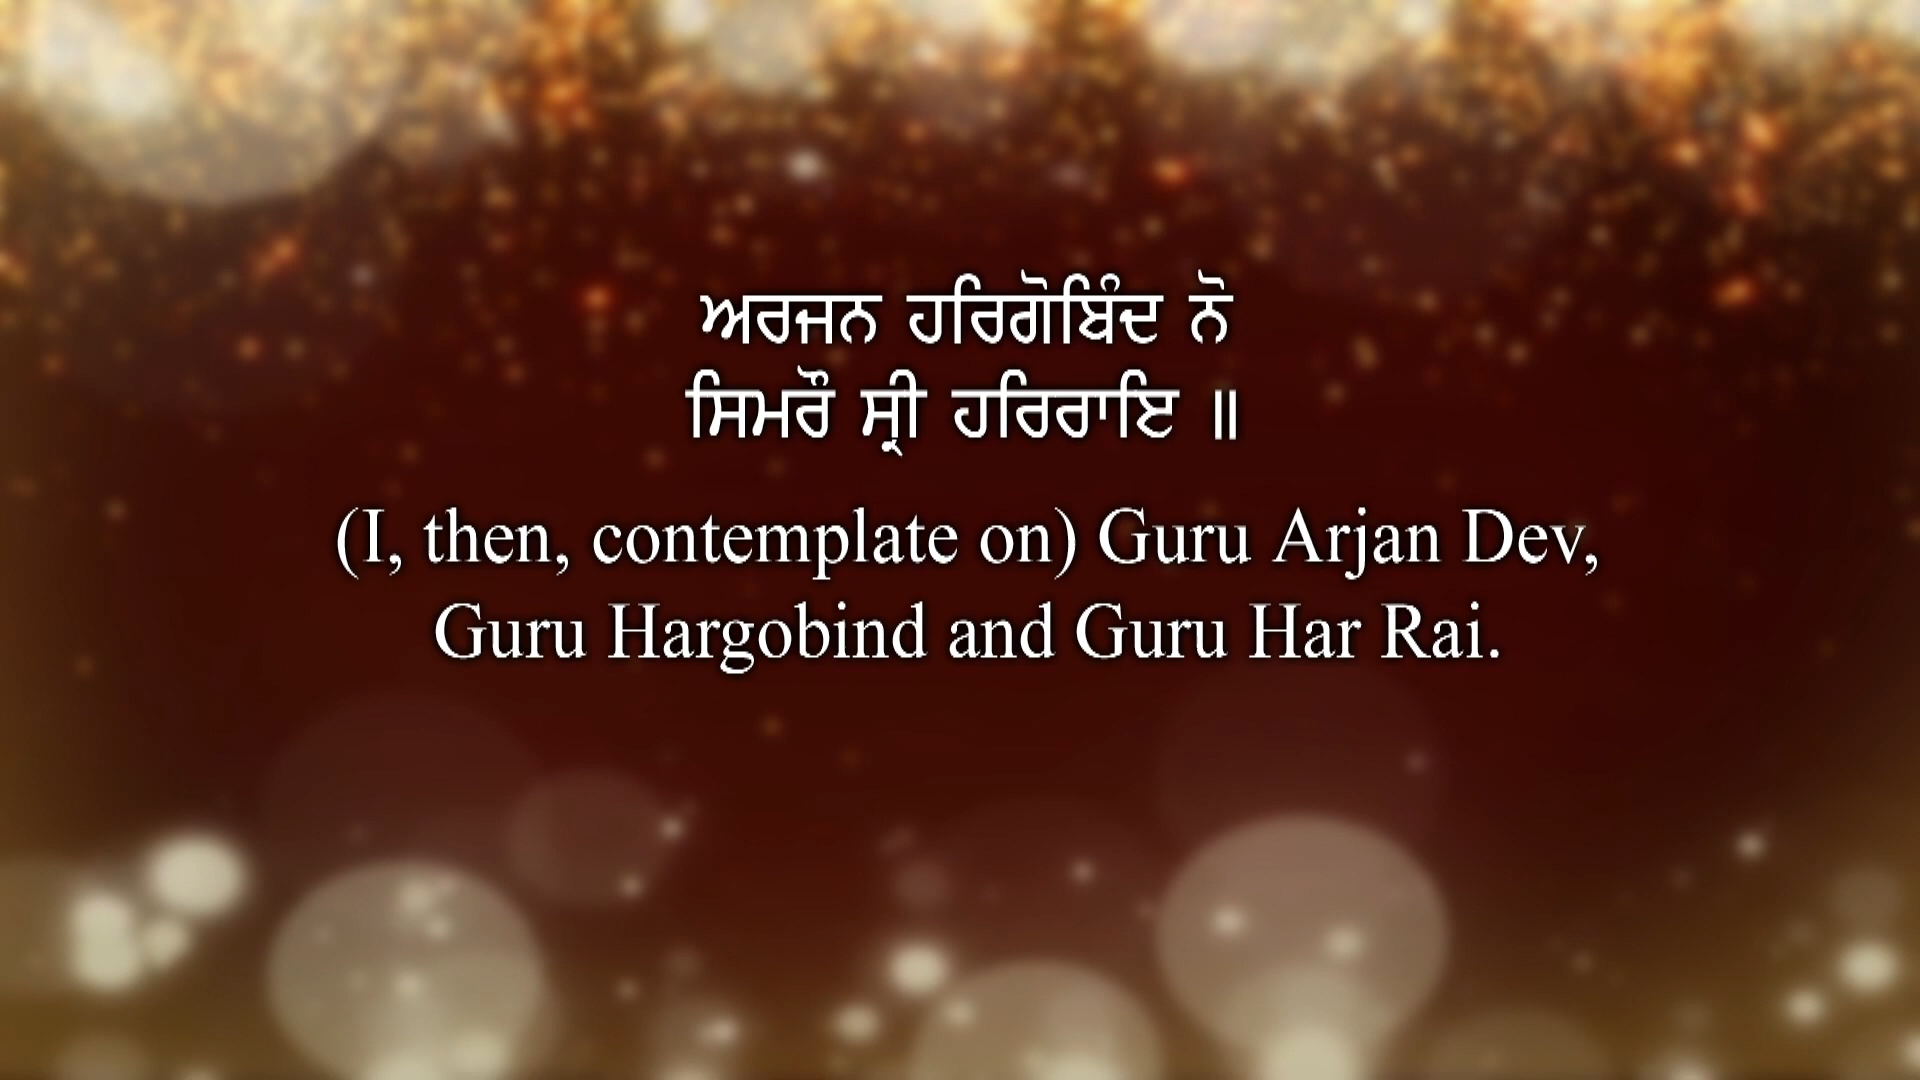 ਅਰਜਨ ਹਰਿਗੋਬਿੰਦ ਨੋ
ਸਿਮਰੌ ਸ੍ਰੀ ਹਰਿਰਾਇ ॥
(I, then, contemplate on) Guru Arjan Dev,
Guru Hargobind and Guru Har Rai.